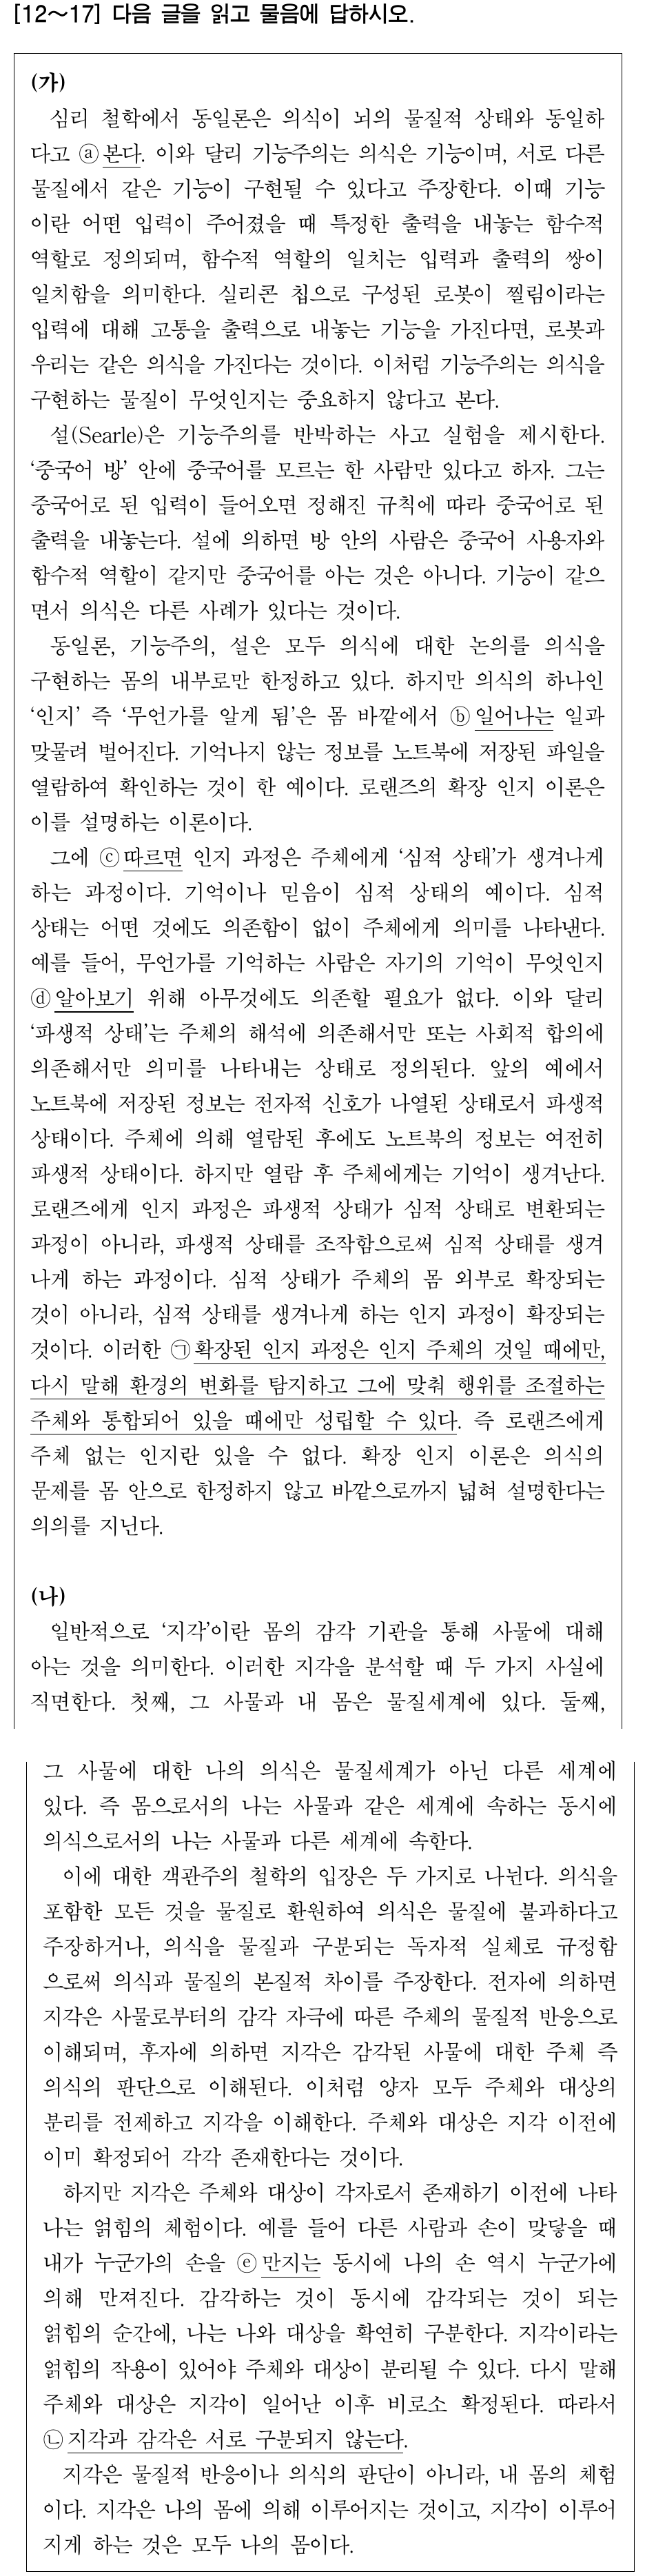 [12～17] 다음 글을 읽고 물음에 답하시오.
(가)
심리 철학에서 동일론은 의식이 뇌의 물질적 상태와 동일하
다고 ⓐ본다. 이와 달리 기능주의는 의식은 기능이며, 서로 다른
물질에서 같은 기능이 구현될 수 있다고 주장한다. 이때 기능
이란 어떤 입력이 주어졌을 때 특정한 출력을 내놓는 함수적
역할로 정의되며, 함수적 역할의 일치는 입력과 출력의 쌍이
일치함을 의미한다. 실리콘 칩으로 구성된 로봇이 찔림이라는
입력에 대해 고통을 출력으로 내놓는 기능을 가진다면, 로봇과
우리는 같은 의식을 가진다는 것이다. 이처럼 기능주의는 의식을
구현하는 물질이 무엇인지는 중요하지 않다고 본다.
설(Searle)은 기능주의를 반박하는 사고 실험을 제시한다.
‘중국어 방’ 안에 중국어를 모르는 한 사람만 있다고 하자. 그는
중국어로 된 입력이 들어오면 정해진 규칙에 따라 중국어로 된
출력을 내놓는다. 설에 의하면 방 안의 사람은 중국어 사용자와
함수적 역할이 같지만 중국어를 아는 것은 아니다. 기능이 같으
면서 의식은 다른 사례가 있다는 것이다.
동일론, 기능주의, 설은 모두 의식에 대한 논의를 의식을
구현하는 몸의 내부로만 한정하고 있다. 하지만 의식의 하나인
‘인지’ 즉 ‘무언가를 알게 됨’은 몸 바깥에서 ⓑ일어나는 일과
맞물려 벌어진다. 기억나지 않는 정보를 노트북에 저장된 파일을
열람하여 확인하는 것이 한 예이다. 로랜즈의 확장 인지 이론은
이를 설명하는 이론이다.
그에 ⓒ따르면 인지 과정은 주체에게 ‘심적 상태’가 생겨나게
하는 과정이다. 기억이나 믿음이 심적 상태의 예이다. 심적
상태는 어떤 것에도 의존함이 없이 주체에게 의미를 나타낸다.
예를 들어, 무언가를 기억하는 사람은 자기의 기억이 무엇인지
ⓓ알아보기 위해 아무것에도 의존할 필요가 없다. 이와 달리
‘파생적 상태’는 주체의 해석에 의존해서만 또는 사회적 합의에
의존해서만 의미를 나타내는 상태로 정의된다. 앞의 예에서
노트북에 저장된 정보는 전자적 신호가 나열된 상태로서 파생적
상태이다. 주체에 의해 열람된 후에도 노트북의 정보는 여전히
파생적 상태이다. 하지만 열람 후 주체에게는 기억이 생겨난다.
로랜즈에게 인지 과정은 파생적 상태가 심적 상태로 변환되는
과정이 아니라, 파생적 상태를 조작함으로써 심적 상태를 생겨
나게 하는 과정이다. 심적 상태가 주체의 몸 외부로 확장되는
것이 아니라, 심적 상태를 생겨나게 하는 인지 과정이 확장되는
것이다. 이러한 ㉠확장된 인지 과정은 인지 주체의 것일 때에만,
다시 말해 환경의 변화를 탐지하고 그에 맞춰 행위를 조절하는
주체와 통합되어 있을 때에만 성립할 수 있다. 즉 로랜즈에게
주체 없는 인지란 있을 수 없다. 확장 인지 이론은 의식의
문제를 몸 안으로 한정하지 않고 바깥으로까지 넓혀 설명한다는
의의를 지닌다.
(나)
일반적으로 ‘지각’이란 몸의 감각 기관을 통해 사물에 대해
아는 것을 의미한다. 이러한 지각을 분석할 때 두 가지 사실에
직면한다. 첫째, 그 사물과 내 몸은 물질세계에 있다. 둘째,
그 사물에 대한 나의 의식은 물질세계가 아닌 다른 세계에
있다. 즉 몸으로서의 나는 사물과 같은 세계에 속하는 동시에
의식으로서의 나는 사물과 다른 세계에 속한다.
이에 대한 객관주의 철학의 입장은 두 가지로 나뉜다. 의식을
포함한 모든 것을 물질로 환원하여 의식은 물질에 불과하다고
주장하거나, 의식을 물질과 구분되는 독자적 실체로 규정함
으로써 의식과 물질의 본질적 차이를 주장한다. 전자에 의하면
지각은 사물로부터의 감각 자극에 따른 주체의 물질적 반응으로
이해되며, 후자에 의하면 지각은 감각된 사물에 대한 주체 즉
의식의 판단으로 이해된다. 이처럼 양자 모두 주체와 대상의
분리를 전제하고 지각을 이해한다. 주체와 대상은 지각 이전에
이미 확정되어 각각 존재한다는 것이다.
하지만 지각은 주체와 대상이 각자로서 존재하기 이전에 나타
나는 얽힘의 체험이다. 예를 들어 다른 사람과 손이 맞닿을 때
내가 누군가의 손을 ⓔ만지는 동시에 나의 손 역시 누군가에
의해 만져진다. 감각하는 것이 동시에 감각되는 것이 되는
얽힘의 순간에, 나는 나와 대상을 확연히 구분한다. 지각이라는
얽힘의 작용이 있어야 주체와 대상이 분리될 수 있다. 다시 말해
주체와 대상은 지각이 일어난 이후 비로소 확정된다. 따라서
㉡지각과 감각은 서로 구분되지 않는다.
지각은 물질적 반응이나 의식의 판단이 아니라, 내 몸의 체험
이다. 지각은 나의 몸에 의해 이루어지는 것이고, 지각이 이루어
지게 하는 것은 모두 나의 몸이다.